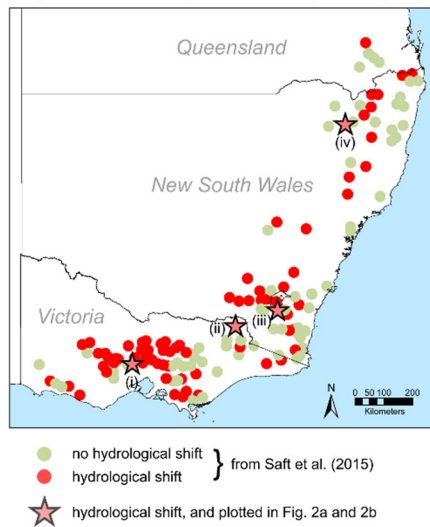 Queensland
(iv)
New South Wales
Victoria
(ii)
(iii)
(i)
N
0 50 100 200
Kilometers
no hydrological shift
hydrological shift
} from Saft et al. (2015)
hydrological shift, and plotted in Fig. 2a and 2b